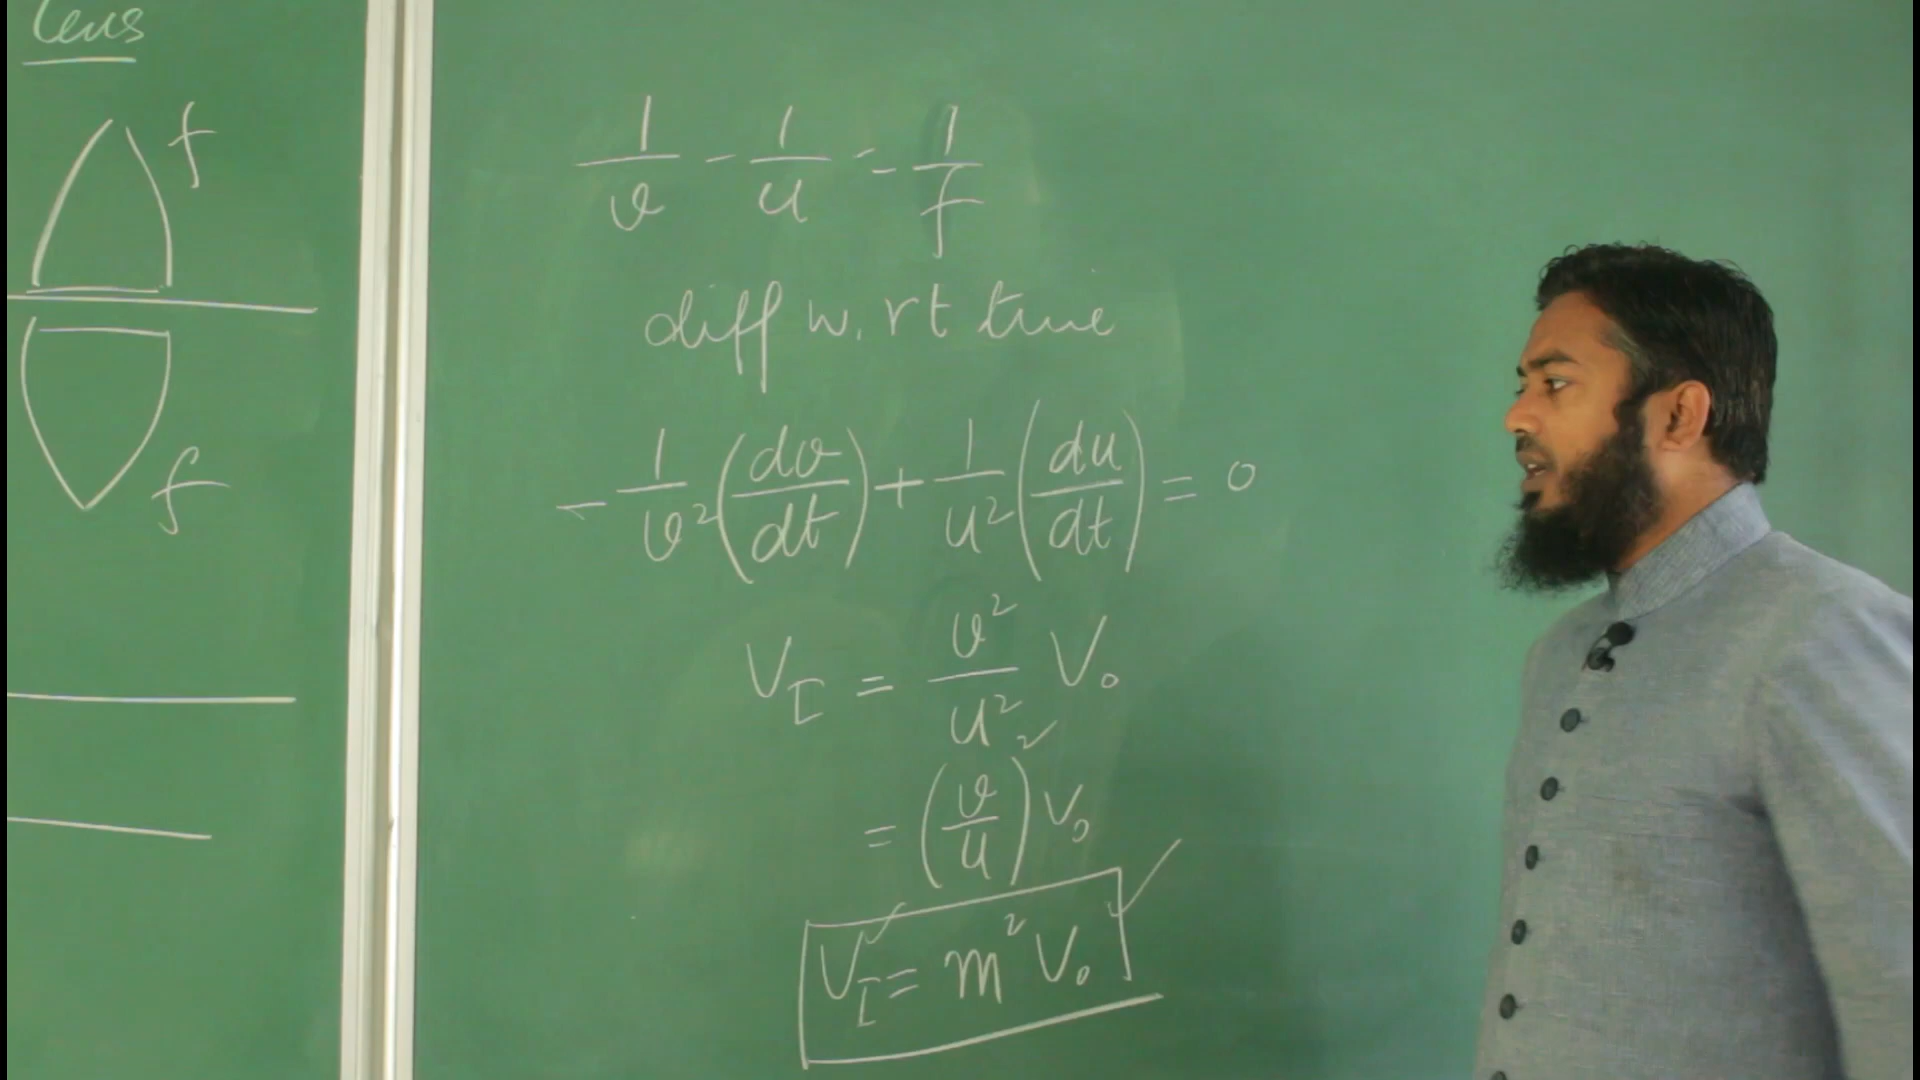 Lens
f
f
1/v - 1/u = 1/f
diff w.rt time
- 1/v² (dv/dt) + 1/u² (du/dt) = 0
V_I = v²/u² V_o
= (v/u)² V_o
V_I = m² V_o